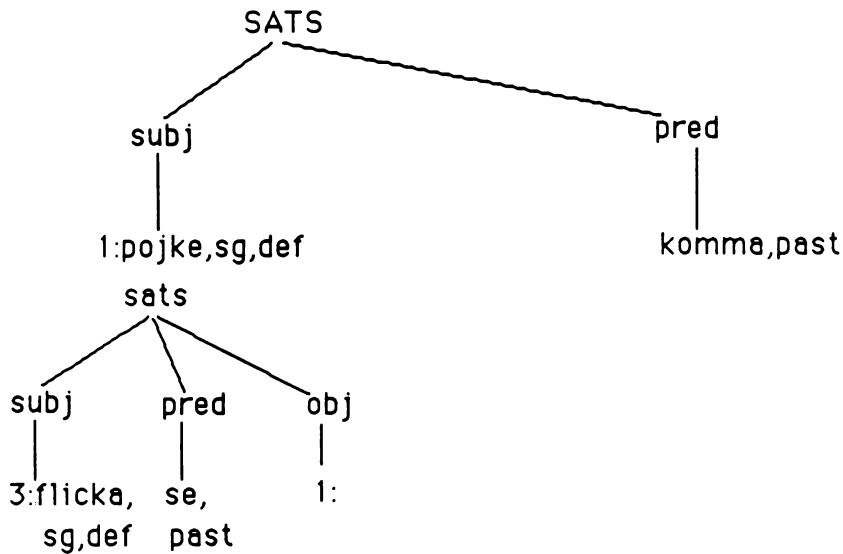 SATS
subj pred
1:pojke,sg,def komma,past
sats
subj pred obj
3:flicka, se, 1:
sg,def past